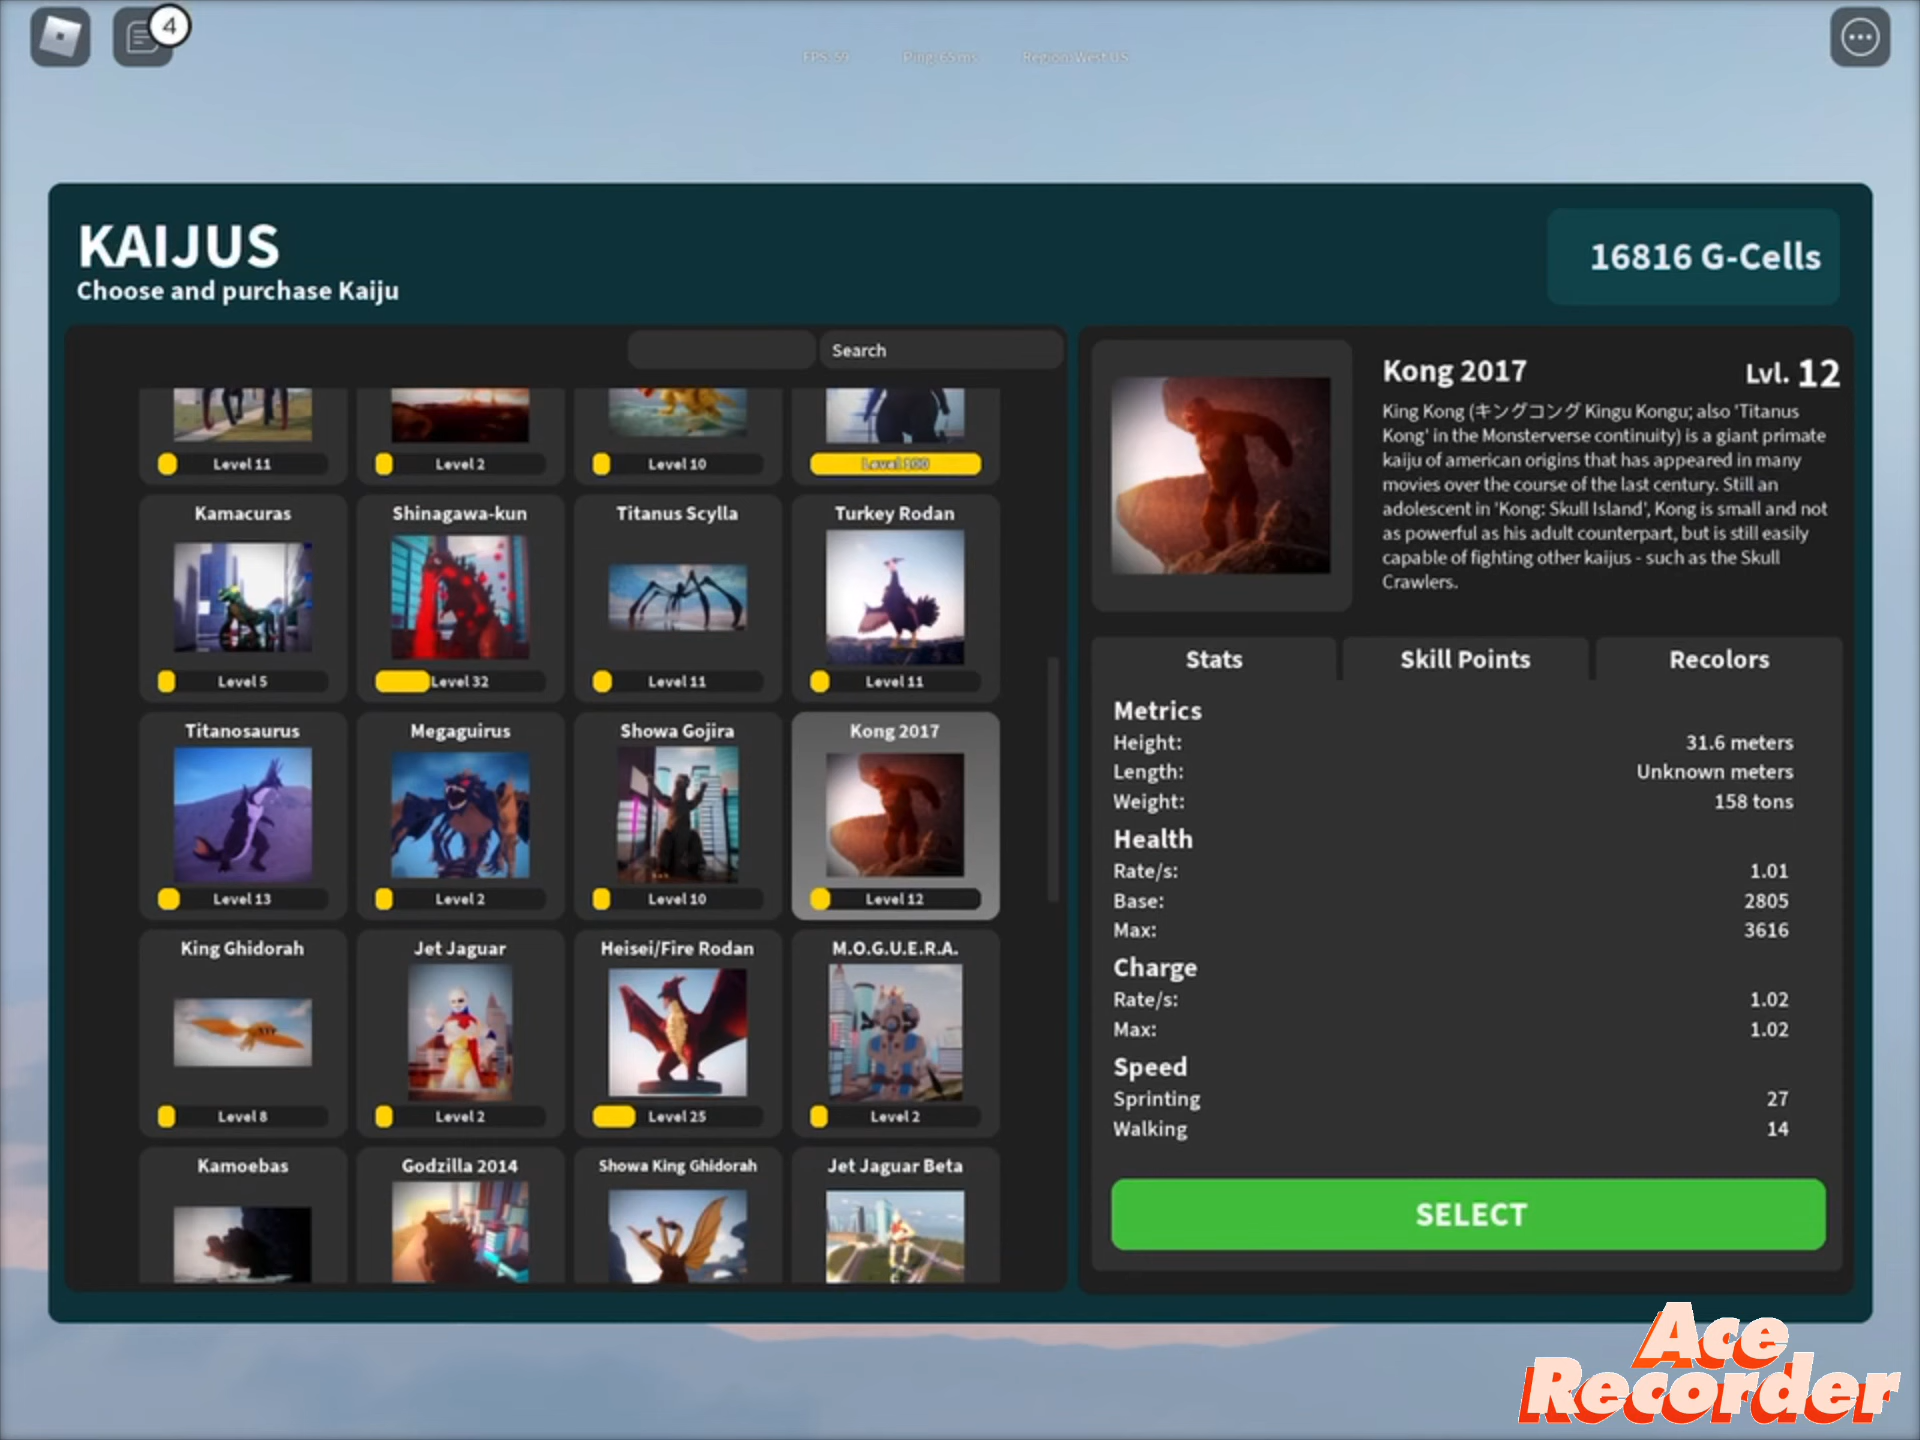 4
FPS: 59 Ping: 65 ms Region: West US
KAIJUS
Choose and purchase Kaiju
16816 G-Cells
Search
Level 11
Level 2
Level 10
Level 100
Kamacuras
Shinagawa-kun
Titanus Scylla
Turkey Rodan
Level 5
Level 32
Level 11
Level 11
Titanosaurus
Megaguirus
Showa Gojira
Kong 2017
Level 13
Level 2
Level 10
Level 12
King Ghidorah
Jet Jaguar
Heisei/Fire Rodan
M.O.G.U.E.R.A.
Level 8
Level 2
Level 25
Level 2
Kamoebas
Godzilla 2014
Showa King Ghidorah
Jet Jaguar Beta
Kong 2017
Lvl. 12
King Kong (キングコング Kingu Kongu; also 'Titanus
Kong' in the Monsterverse continuity) is a giant primate
kaiju of american origins that has appeared in many
movies over the course of the last century. Still an
adolescent in 'Kong: Skull Island', Kong is small and not
as powerful as his adult counterpart, but is still easily
capable of fighting other kaijus - such as the Skull
Crawlers.
Stats
Skill Points
Recolors
Metrics
Height: 31.6 meters
Length: Unknown meters
Weight: 158 tons
Health
Rate/s: 1.01
Base: 2805
Max: 3616
Charge
Rate/s: 1.02
Max: 1.02
Speed
Sprinting 27
Walking 14
SELECT
Ace
Recorder